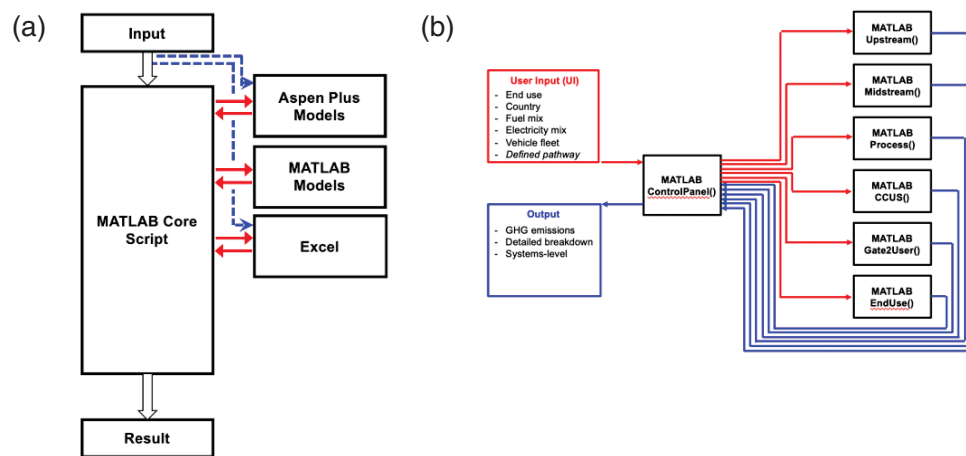 (a)
Input
Aspen Plus
Models
MATLAB
Models
MATLAB Core
Script
Excel
Result
(b)
User Input (UI)
- End use
- Country
- Fuel mix
- Electricity mix
- Vehicle fleet
- Defined pathway
Output
- GHG emissions
- Detailed breakdown
- Systems-level
MATLAB
ControlPanel()
MATLAB
Upstream()
MATLAB
Midstream()
MATLAB
Process()
MATLAB
CCUS()
MATLAB
Gate2User()
MATLAB
EndUse()